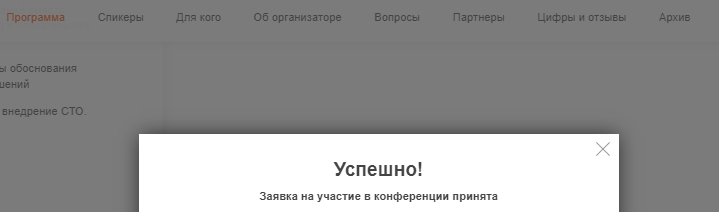 Программа Спикеры Для кого Об организаторе Вопросы Партнеры Цифры и отзывы Архив
ы обоснования
шений
внедрение СТО.
Успешно!
Заявка на участие в конференции принята